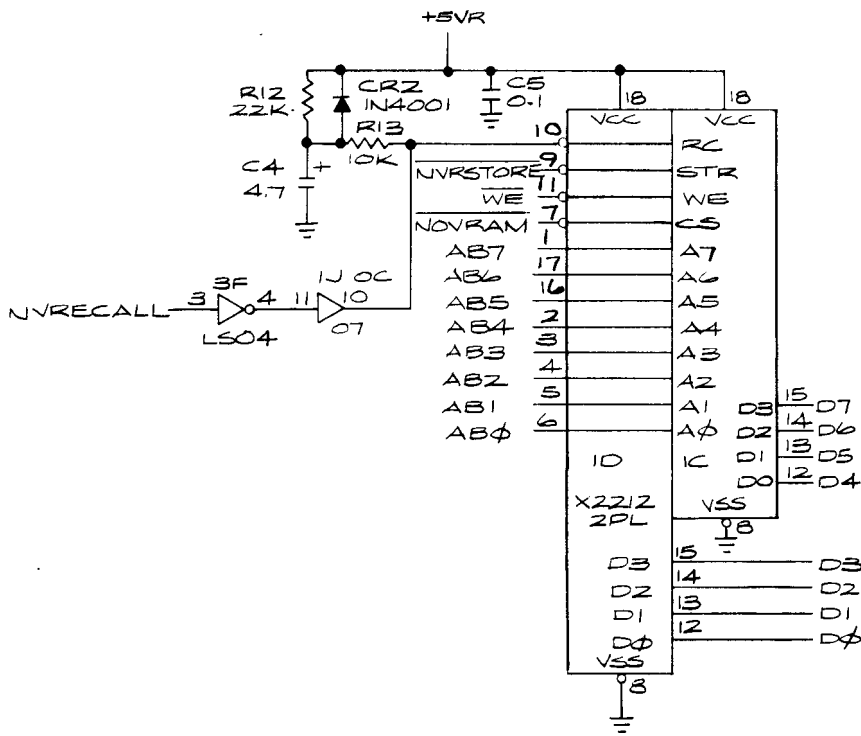 +5VR
R12
22K
CR2
1N4001
C5
0.1
R13
10K
C4
4.7
+
18
18
VCC
VCC
10
RC
NVRSTORE
9
STR
WE
11
WE
NOVRAM
7
CS
AB7
1
A7
AB6
17
A6
AB5
16
A5
AB4
2
A4
AB3
3
A3
AB2
4
A2
AB1
5
A1
ABØ
6
AØ
NVRECALL
3
3F
4
LS04
11
1J OC
10
07
1D
1C
X2212
2PL
D3
15
D7
D2
14
D6
D1
13
D5
D0
12
D4
VSS
8
D3
15
D3
D2
14
D2
D1
13
D1
DØ
12
DØ
VSS
8